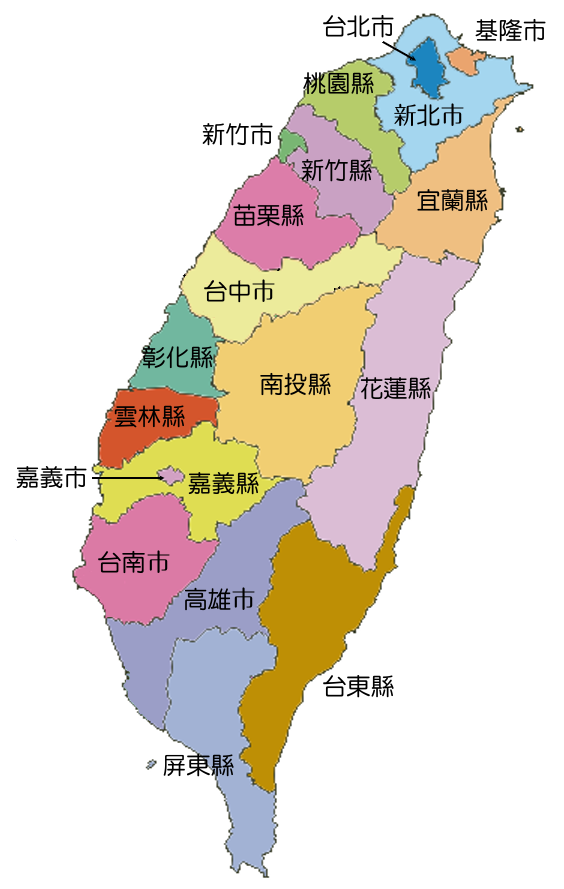 台北市
基隆市
桃園縣
新北市
新竹市
新竹縣
宜蘭縣
苗栗縣
台中市
彰化縣
南投縣
花蓮縣
雲林縣
嘉義市
嘉義縣
台南市
高雄市
台東縣
屏東縣